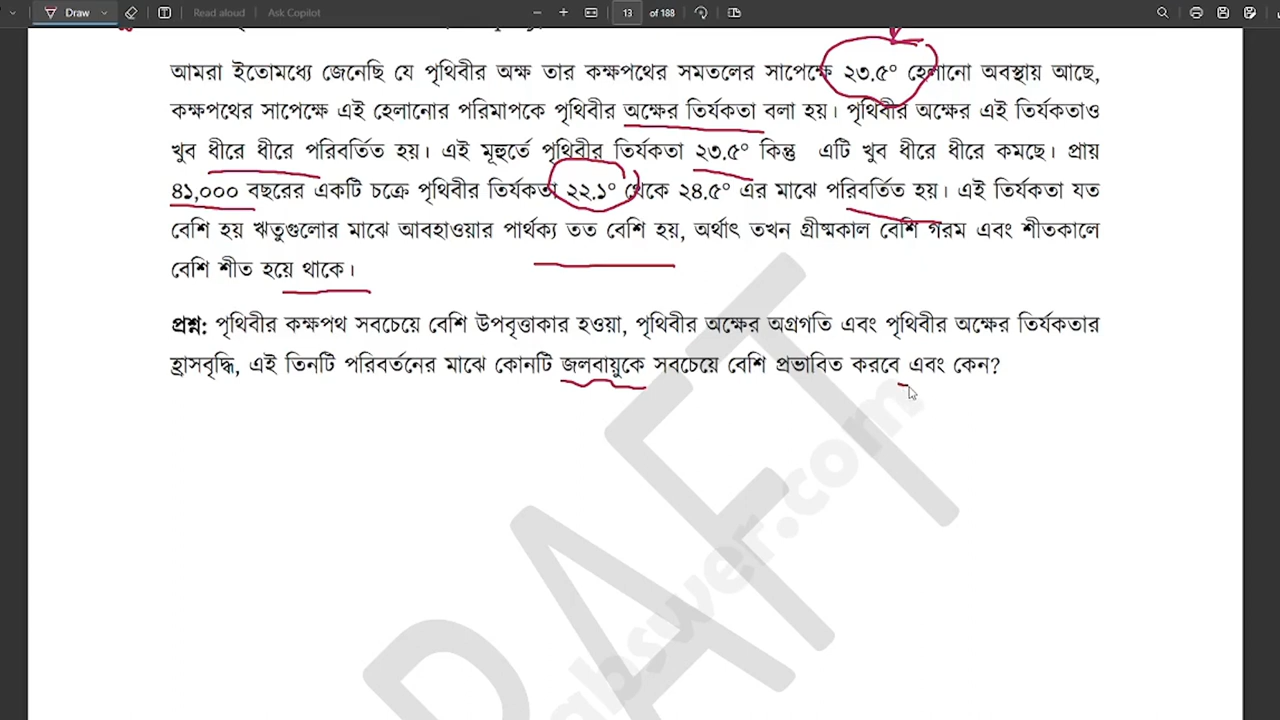 Draw
Read aloud
Ask Copilot
13
of 188
আমরা ইতোমধ্যে জেনেছি যে পৃথিবীর অক্ষ তার কক্ষপথের সমতলের সাপেক্ষে ২৩.৫° হেলানো অবস্থায় আছে,
কক্ষপথের সাপেক্ষে এই হেলানোর পরিমাপকে পৃথিবীর অক্ষের তির্যকতা বলা হয়। পৃথিবীর অক্ষের এই তির্যকতাও
খুব ধীরে ধীরে পরিবর্তিত হয়। এই মূহুর্তে পৃথিবীর তির্যকতা ২৩.৫° কিন্তু এটি খুব ধীরে ধীরে কমছে। প্রায়
৪১,০০০ বছরের একটি চক্রে পৃথিবীর তির্যকতা ২২.১° থেকে ২৪.৫° এর মাঝে পরিবর্তিত হয়। এই তির্যকতা যত
বেশি হয় ঋতুগুলোর মাঝে আবহাওয়ার পার্থক্য তত বেশি হয়, অর্থাৎ তখন গ্রীষ্মকাল বেশি গরম এবং শীতকালে
বেশি শীত হয়ে থাকে।
প্রশ্ন: পৃথিবীর কক্ষপথ সবচেয়ে বেশি উপবৃত্তাকার হওয়া, পৃথিবীর অক্ষের অগ্রগতি এবং পৃথিবীর অক্ষের তির্যকতার
হ্রাসবৃদ্ধি, এই তিনটি পরিবর্তনের মাঝে কোনটি জলবায়ুকে সবচেয়ে বেশি প্রভাবিত করবে এবং কেন?
DRAFT